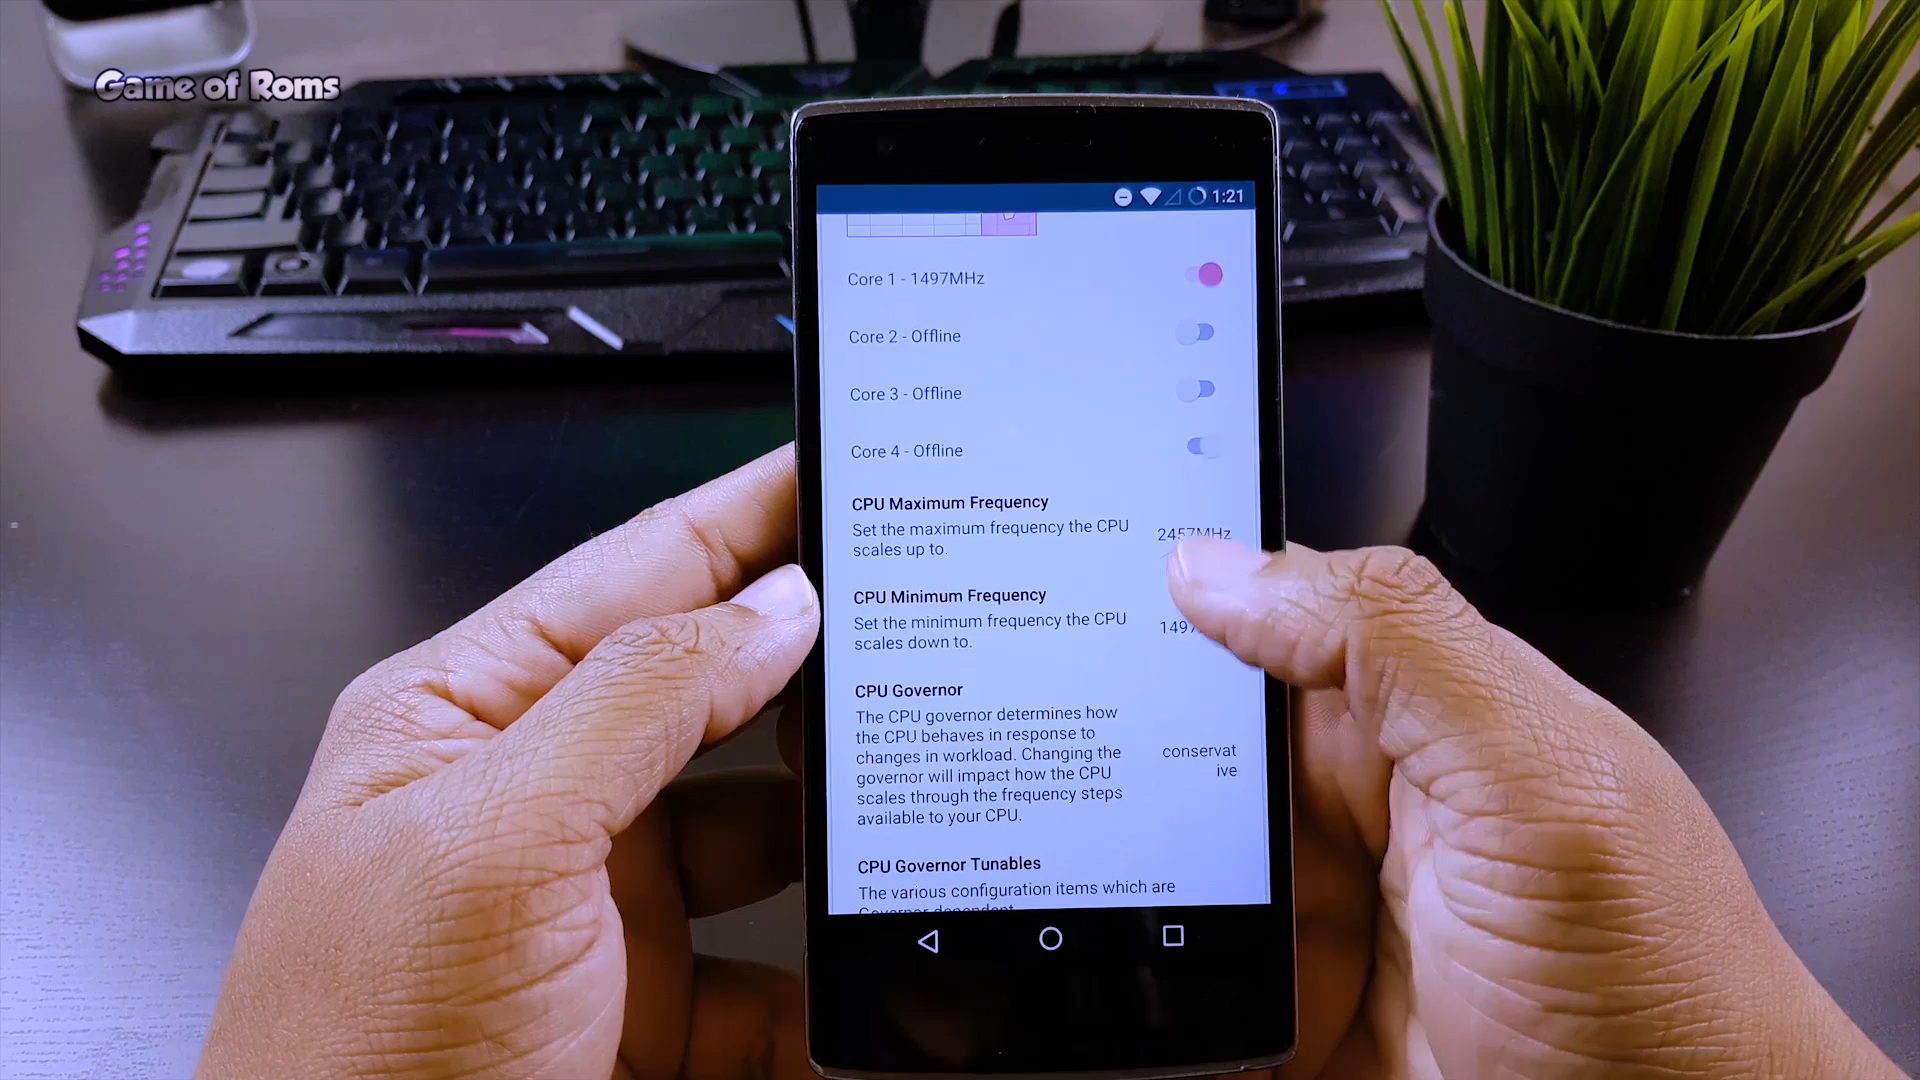 Game of Roms
1:21
Core 1 - 1497MHz
Core 2 - Offline
Core 3 - Offline
Core 4 - Offline
CPU Maximum Frequency
Set the maximum frequency the CPU
scales up to.
2457MHz
CPU Minimum Frequency
Set the minimum frequency the CPU
scales down to.
1497
CPU Governor
The CPU governor determines how
the CPU behaves in response to
changes in workload. Changing the
governor will impact how the CPU
scales through the frequency steps
available to your CPU.
conservat
ive
CPU Governor Tunables
The various configuration items which are
Governor dependent